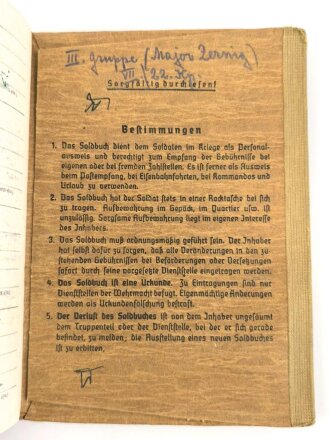 III. Gruppe (Major Zernig)
VII / 22. Kp
Sorgfältig durchlesen!
Bestimmungen
1. Das Soldbuch dient dem Soldaten im Kriege als Personal-
ausweis und berechtigt zum Empfang der Gebührnisse bei
eigenen oder bei fremden Zahlstellen. Es ist ferner als Ausweis
beim Postempfang, bei Eisenbahnfahrten, bei Kommandos und
Urlaub zu verwenden.
2. Das Soldbuch hat der Soldat stets in einer Rocktasche bei sich
zu tragen. Aufbewahrung im Gepäck, im Quartier usw. ist
unzulässig. Sorgsame Aufbewahrung liegt im eigenen Interesse
des Inhabers.
3. Das Soldbuch muß ordnungsmäßig geführt sein. Der Inhaber
hat selbst dafür zu sorgen, daß alle Veränderungen in den
zustehenden Gebührnissen bei Beförderungen oder Versetzungen
sofort durch seine vorgesetzte Dienststelle eingetragen werden.
4. Das Soldbuch ist eine Urkunde. Zu Eintragungen sind nur
Dienststellen der Wehrmacht befugt. Eigenmächtige Änderungen
werden als Urkundenfälschung bestraft.
5. Der Verlust des Soldbuches ist von dem Inhaber ungesäumt
dem Truppenteil oder der Dienststelle, bei der er sich gerade
befindet, zu melden; die Ausstellung eines neuen Soldbuches
ist zu erbitten.